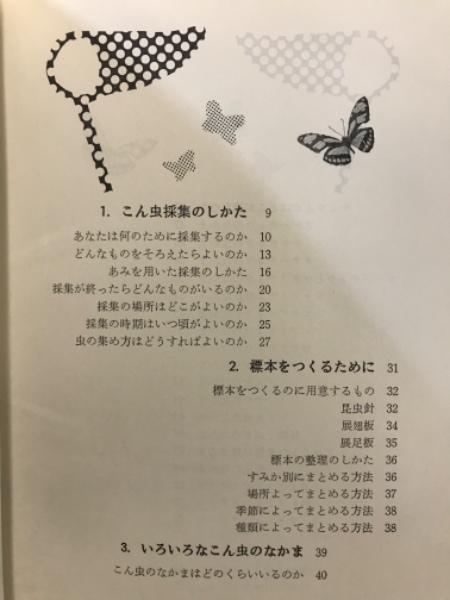 1. こん虫採集のしかた 9
あなたは何のために採集するのか 10
どんなものをそろえたらよいのか 13
あみを用いた採集のしかた 16
採集が終ったらどんなものがいるのか 20
採集の場所はどこがよいのか 23
採集の時期はいつ頃がよいのか 25
虫の集め方はどうすればよいのか 27
2. 標本をつくるために 31
標本をつくるのに用意するもの 32
昆虫針 32
展翅板 34
展足板 35
標本の整理のしかた 36
すみか別にまとめる方法 36
場所よってまとめる方法 37
季節によってまとめる方法 38
種類によってまとめる方法 38
3. いろいろなこん虫のなかま 39
こん虫のなかまはどのくらいいるのか 40